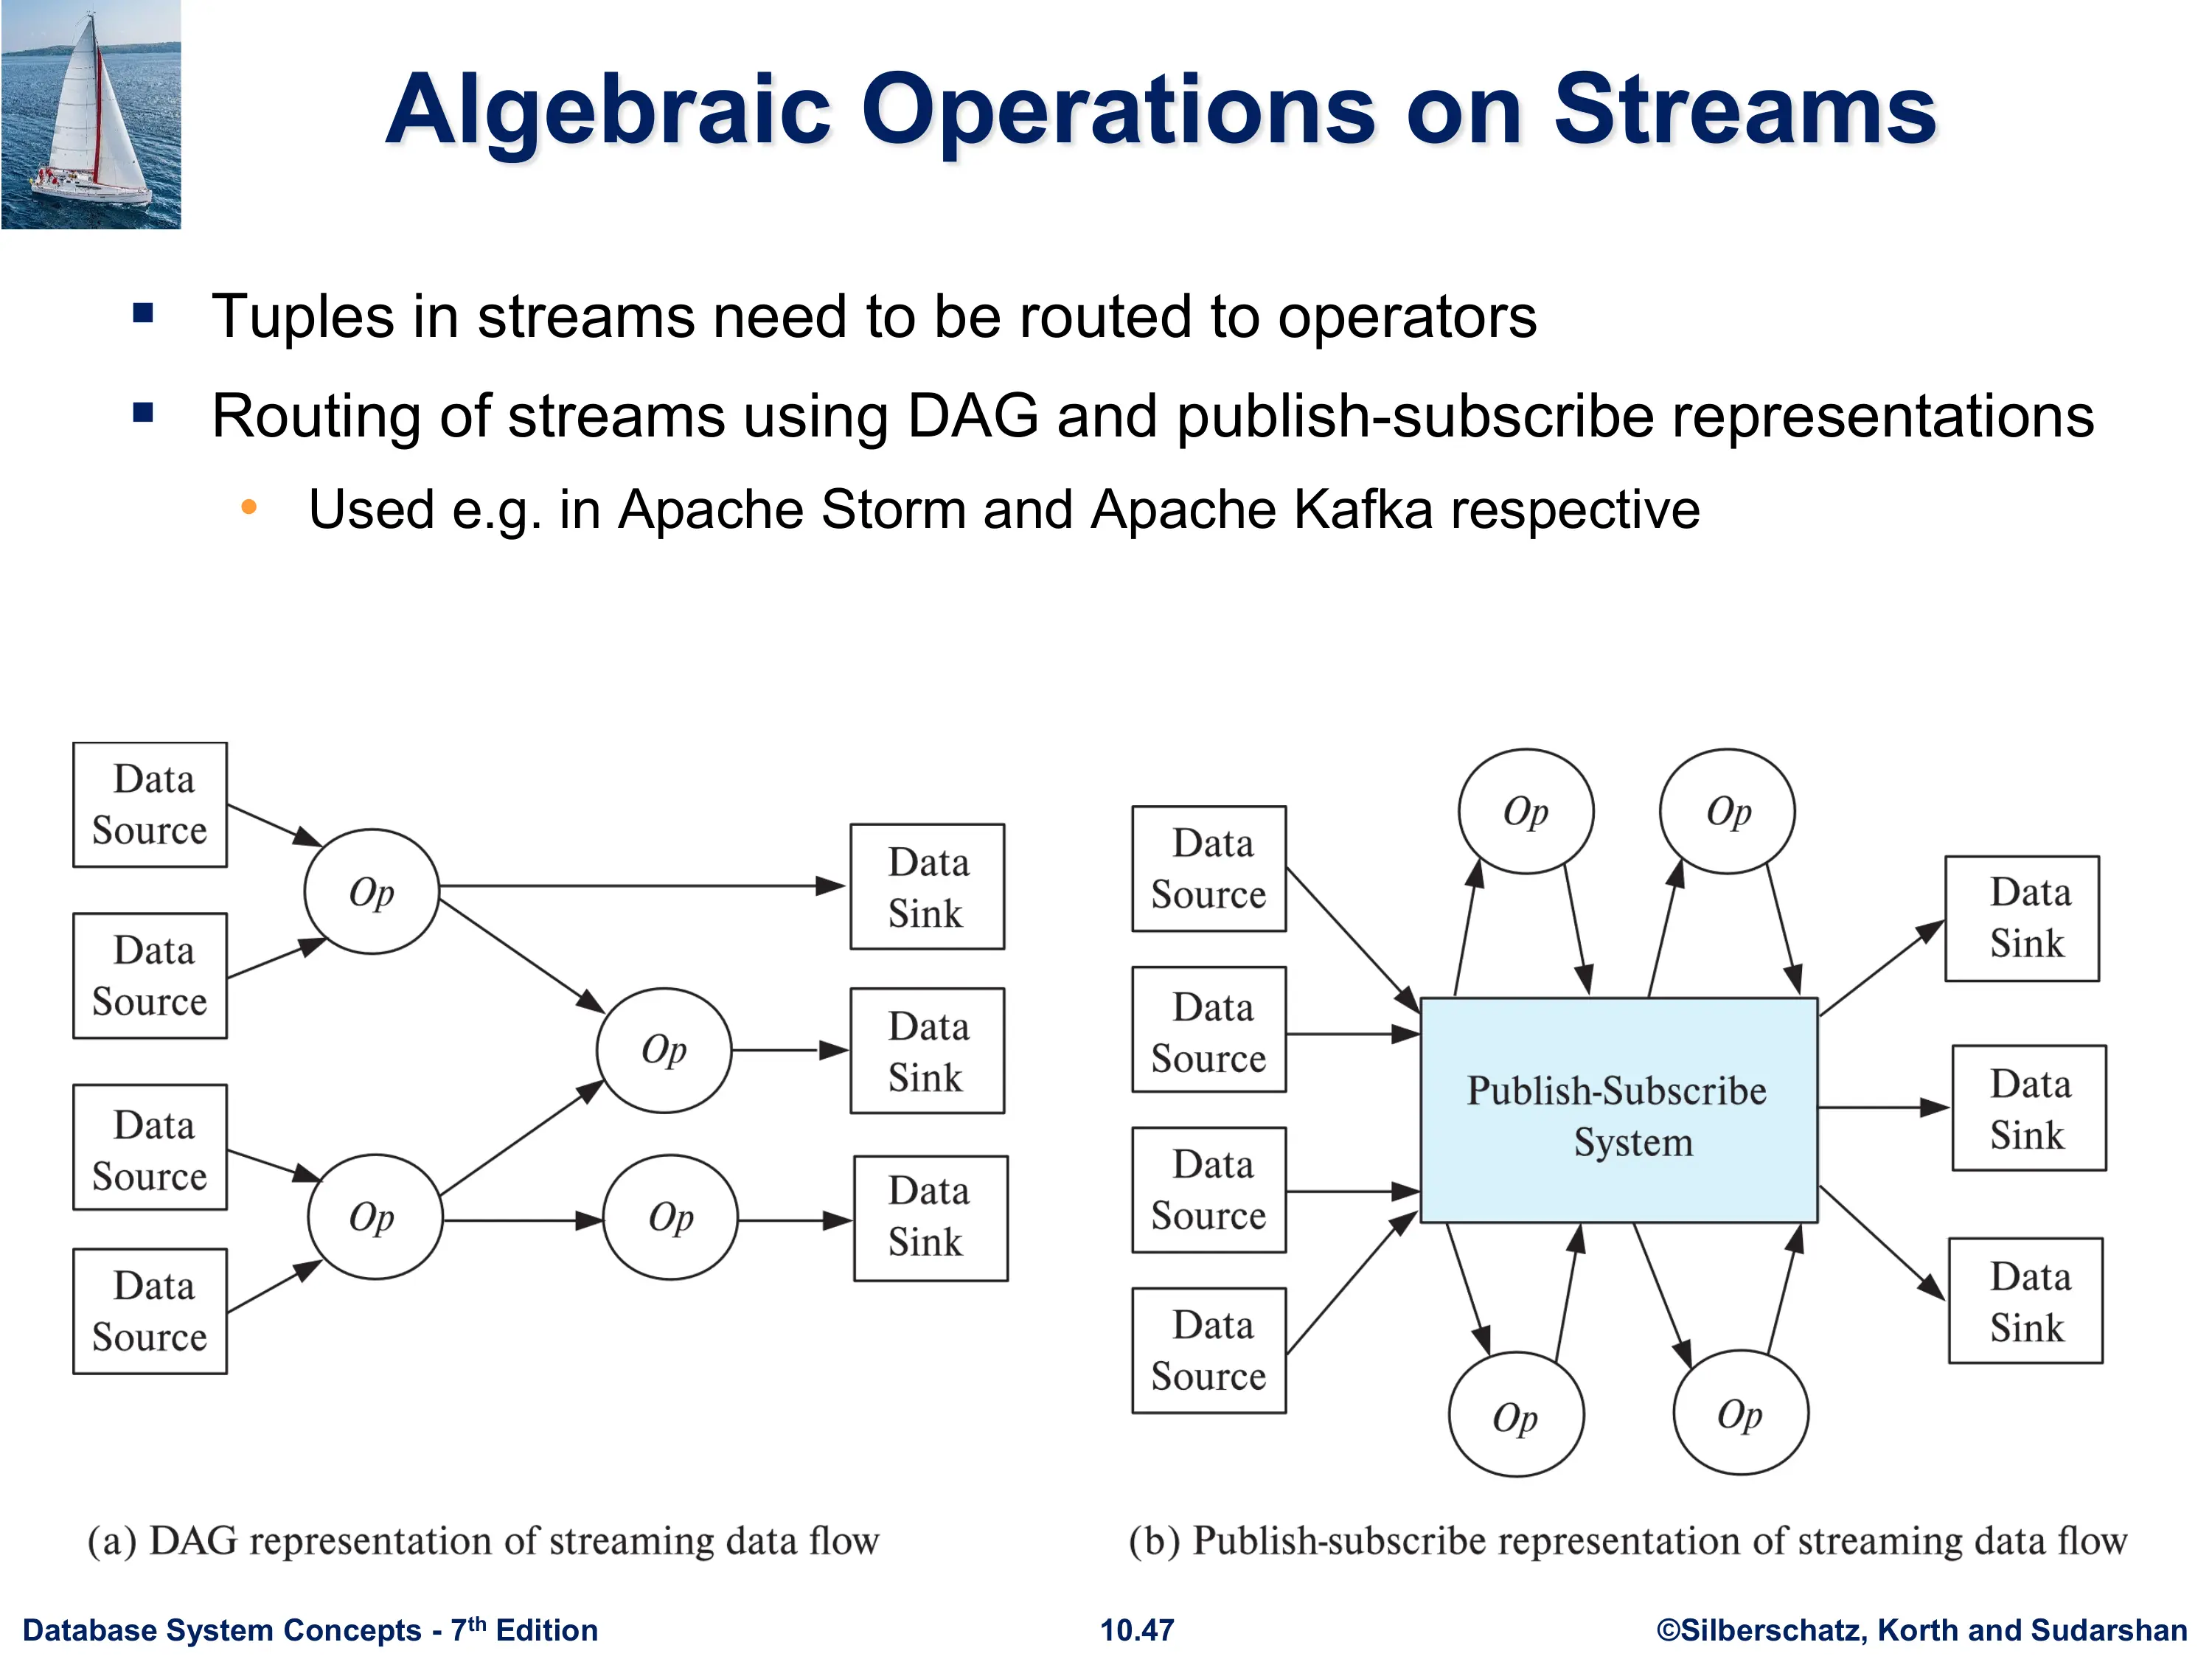 Algebraic Operations on Streams
Tuples in streams need to be routed to operators
Routing of streams using DAG and publish-subscribe representations
Used e.g. in Apache Storm and Apache Kafka respective
Data
Source
Data
Source
Data
Source
Data
Source
Op
Op
Op
Op
Data
Sink
Data
Sink
Data
Sink
(a) DAG representation of streaming data flow
Data
Source
Data
Source
Data
Source
Data
Source
Op
Op
Publish-Subscribe
System
Op
Op
Data
Sink
Data
Sink
Data
Sink
(b) Publish-subscribe representation of streaming data flow
Database System Concepts - 7th Edition
10.47
©Silberschatz, Korth and Sudarshan